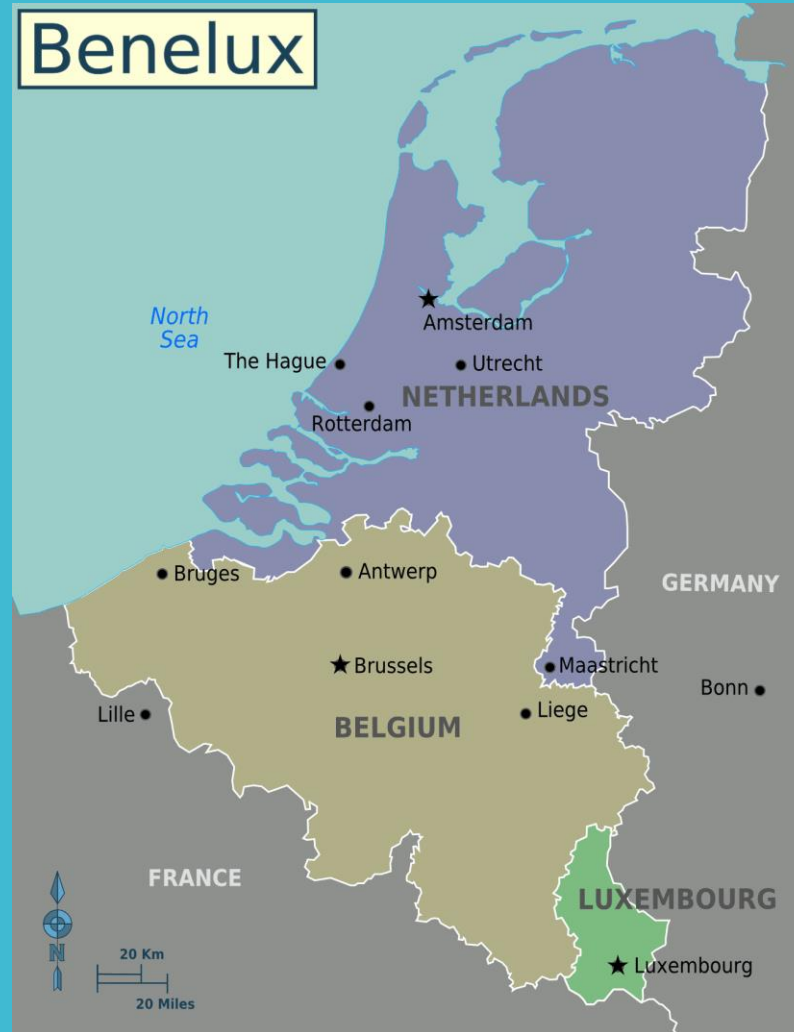 Benelux
North
Sea
Amsterdam
The Hague
Utrecht
NETHERLANDS
Rotterdam
Bruges
Antwerp
GERMANY
Brussels
Maastricht
Bonn
Lille
Liege
BELGIUM
FRANCE
LUXEMBOURG
N
20 Km
Luxembourg
20 Miles